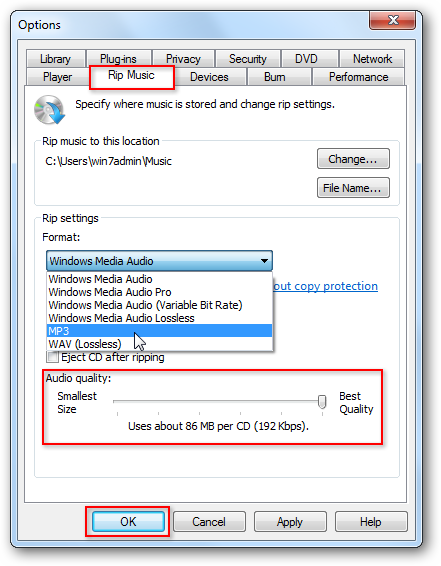 Options
Library Plug-ins Privacy Security DVD Network
Player Rip Music Devices Burn Performance
Specify where music is stored and change rip settings.
Rip music to this location
C:\Users\win7admin\Music
Change...
File Name...
Rip settings
Format:
Windows Media Audio
Windows Media Audio
out copy protection
Windows Media Audio Pro
Windows Media Audio (Variable Bit Rate)
Windows Media Audio Lossless
MP3
WAV (Lossless)
Eject CD after ripping
Audio quality:
Smallest Best
Size Quality
Uses about 86 MB per CD (192 Kbps).
OK Cancel Apply Help